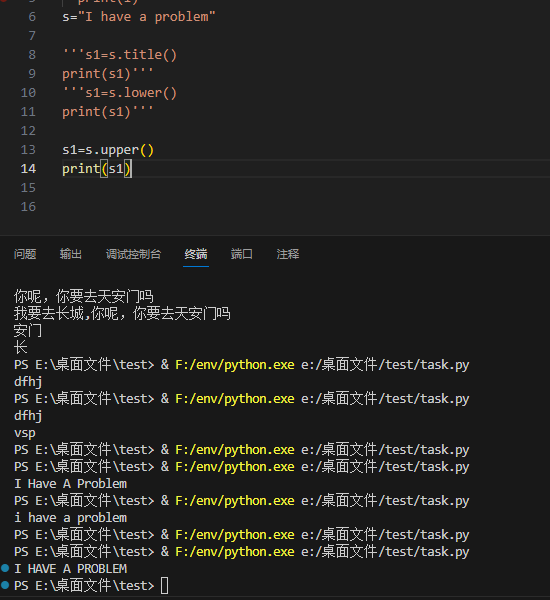 print(i)
6 s="I have a problem"
7
8 '''s1=s.title()
9 print(s1)'''
10 '''s1=s.lower()
11 print(s1)'''
12
13 s1=s.upper()
14 print(s1)
15
16
问题 输出 调试控制台 终端 端口 注释
你呢，你要去天安门吗
我要去长城,你呢，你要去天安门吗
安门
长
PS E:\桌面文件\test> & F:/env/python.exe e:/桌面文件/test/task.py
dfhj
PS E:\桌面文件\test> & F:/env/python.exe e:/桌面文件/test/task.py
dfhj
vsp
PS E:\桌面文件\test> & F:/env/python.exe e:/桌面文件/test/task.py
PS E:\桌面文件\test> & F:/env/python.exe e:/桌面文件/test/task.py
I Have A Problem
PS E:\桌面文件\test> & F:/env/python.exe e:/桌面文件/test/task.py
i have a problem
PS E:\桌面文件\test> & F:/env/python.exe e:/桌面文件/test/task.py
PS E:\桌面文件\test> & F:/env/python.exe e:/桌面文件/test/task.py
I HAVE A PROBLEM
PS E:\桌面文件\test>